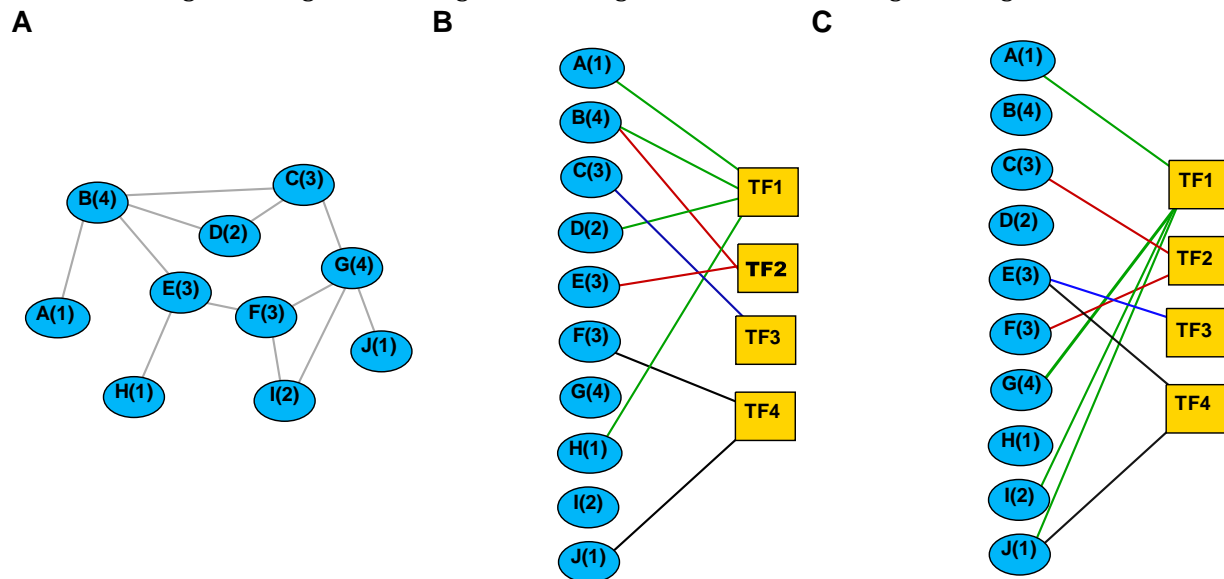 A
B(4)
C(3)
D(2)
E(3)
F(3)
G(4)
A(1)
H(1)
I(2)
J(1)
B
A(1)
B(4)
C(3)
D(2)
E(3)
F(3)
G(4)
H(1)
I(2)
J(1)
TF1
TF2
TF3
TF4
C
A(1)
B(4)
C(3)
D(2)
E(3)
F(3)
G(4)
H(1)
I(2)
J(1)
TF1
TF2
TF3
TF4